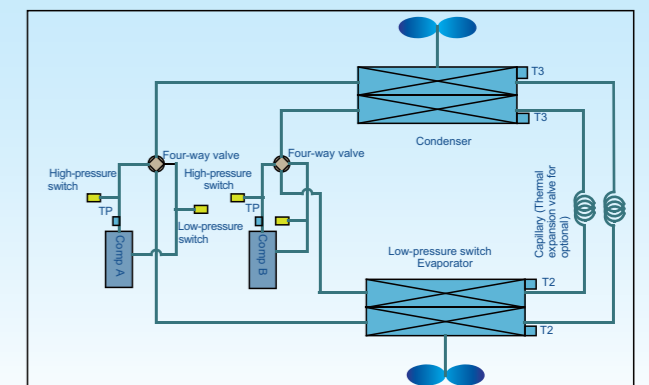 T3
T3
Condenser
Four-way valve
Four-way valve
High-pressure
switch
High-pressure
switch
TP
TP
Low-pressure
switch
Comp A
Comp B
Capillary (Thermal
expansion valve for
optional)
Low-pressure switch
Evaporator
T2
T2